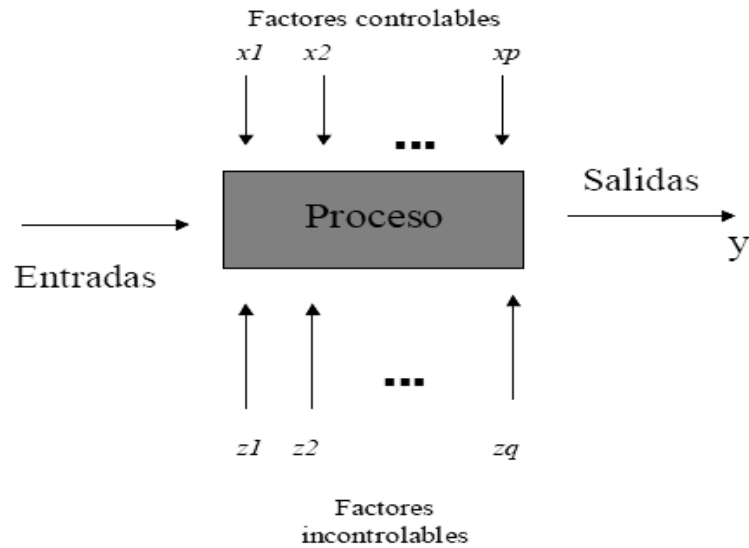 Factores controlables
x1 x2 xp
...
Proceso
Salidas
y
Entradas
...
z1 z2 zq
Factores
incontrolables